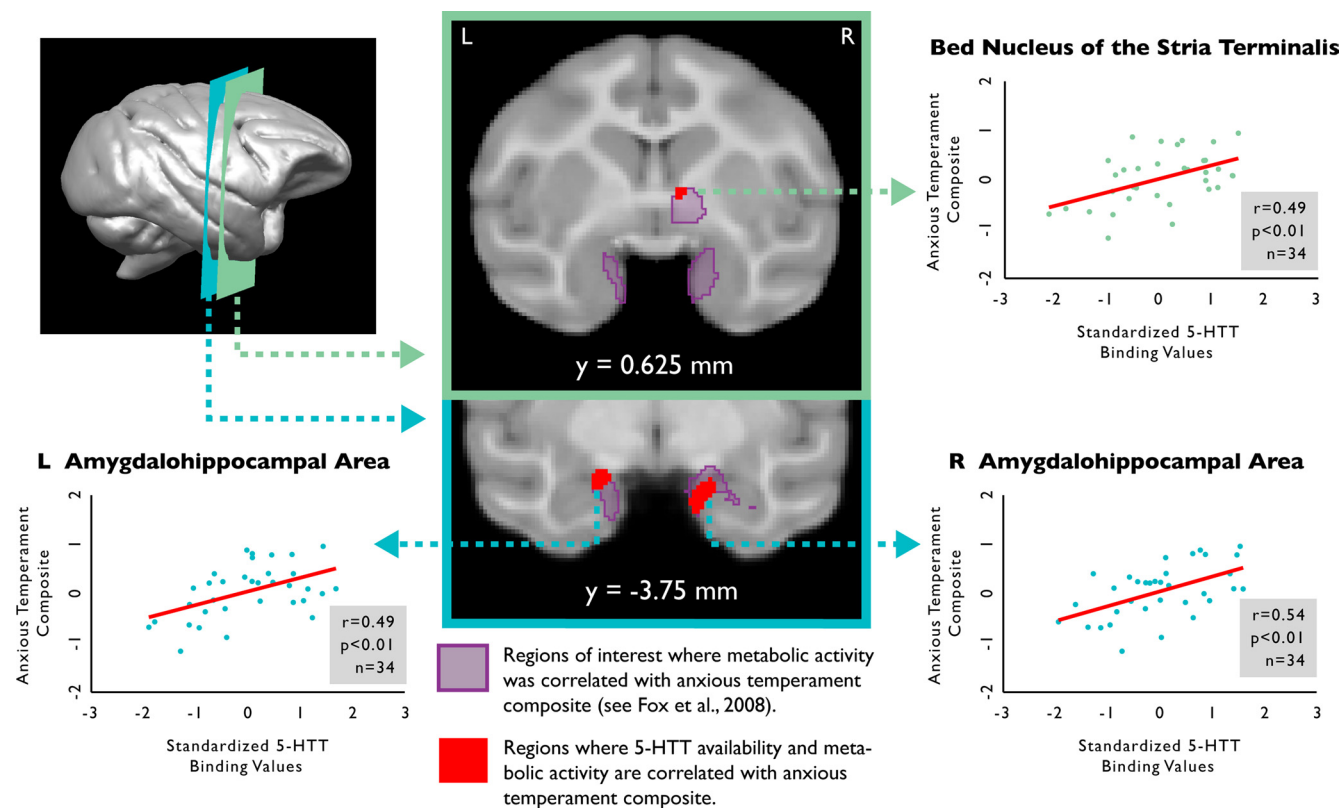 L
R
y = 0.625 mm
y = -3.75 mm
Bed Nucleus of the Stria Terminalis
Anxious Temperament
Composite
2
1
0
-1
-2
r=0.49
p<0.01
n=34
-3
-2
-1
0
1
2
3
Standardized 5-HTT
Binding Values
L Amygdalohippocampal Area
Anxious Temperament
Composite
2
1
0
-1
-2
r=0.49
p<0.01
n=34
-3
-2
-1
0
1
2
3
Standardized 5-HTT
Binding Values
R Amygdalohippocampal Area
Anxious Temperament
Composite
2
1
0
-1
-2
r=0.54
p<0.01
n=34
-3
-2
-1
0
1
2
3
Standardized 5-HTT
Binding Values
Regions of interest where metabolic activity
was correlated with anxious temperament
composite (see Fox et al., 2008).
Regions where 5-HTT availability and meta-
bolic activity are correlated with anxious
temperament composite.